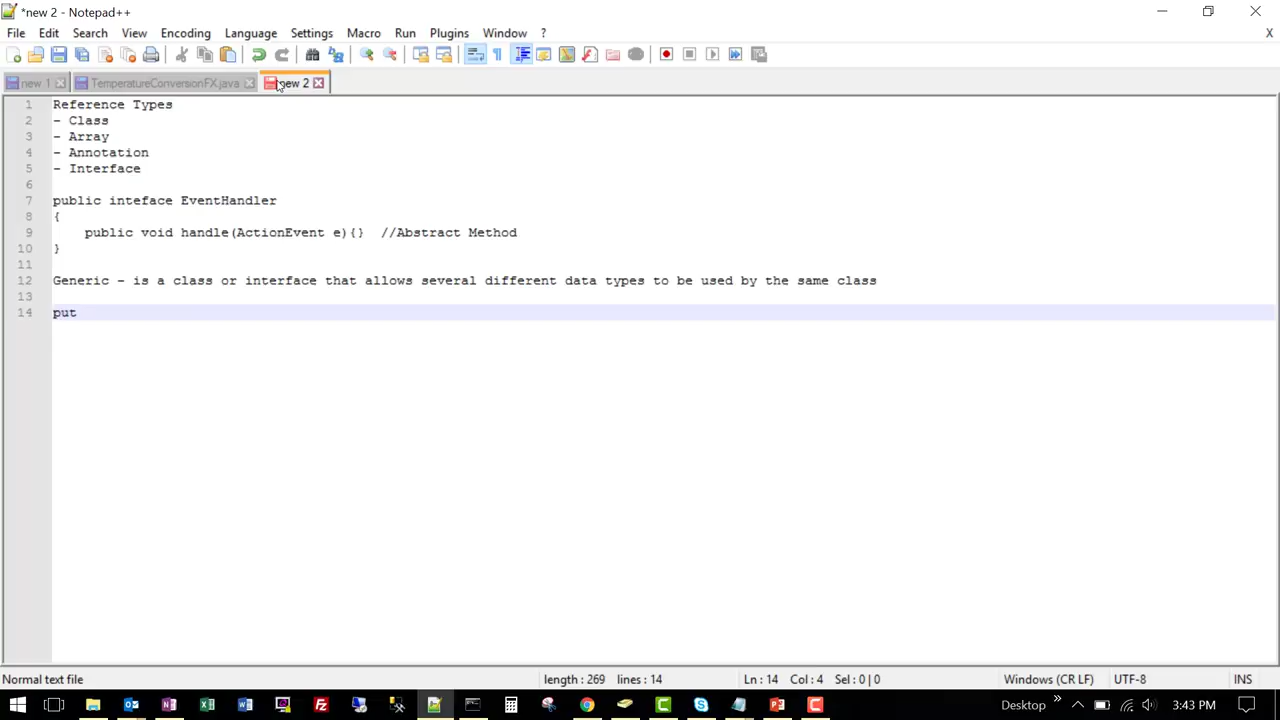 *new 2 - Notepad++
File Edit Search View Encoding Language Settings Macro Run Plugins Window ? X
new 1 TemperatureConversionFX.java new 2
1 Reference Types
2 - Class
3 - Array
4 - Annotation
5 - Interface
6
7 public inteface EventHandler
8 {
9 public void handle(ActionEvent e){} //Abstract Method
10 }
11
12 Generic - is a class or interface that allows several different data types to be used by the same class
13
14 put
Normal text file length : 269 lines : 14 Ln : 14 Col : 4 Sel : 0 | 0 Windows (CR LF) UTF-8 INS
Desktop 3:43 PM